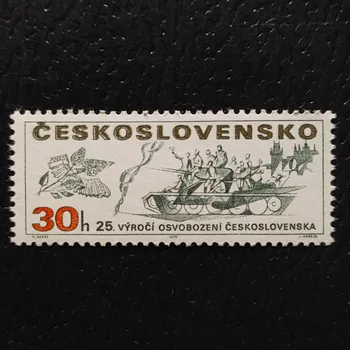 ČESKOSLOVENSKO
30h 25. VÝROČÍ OSVOBOZENÍ ČESKOSLOVENSKA